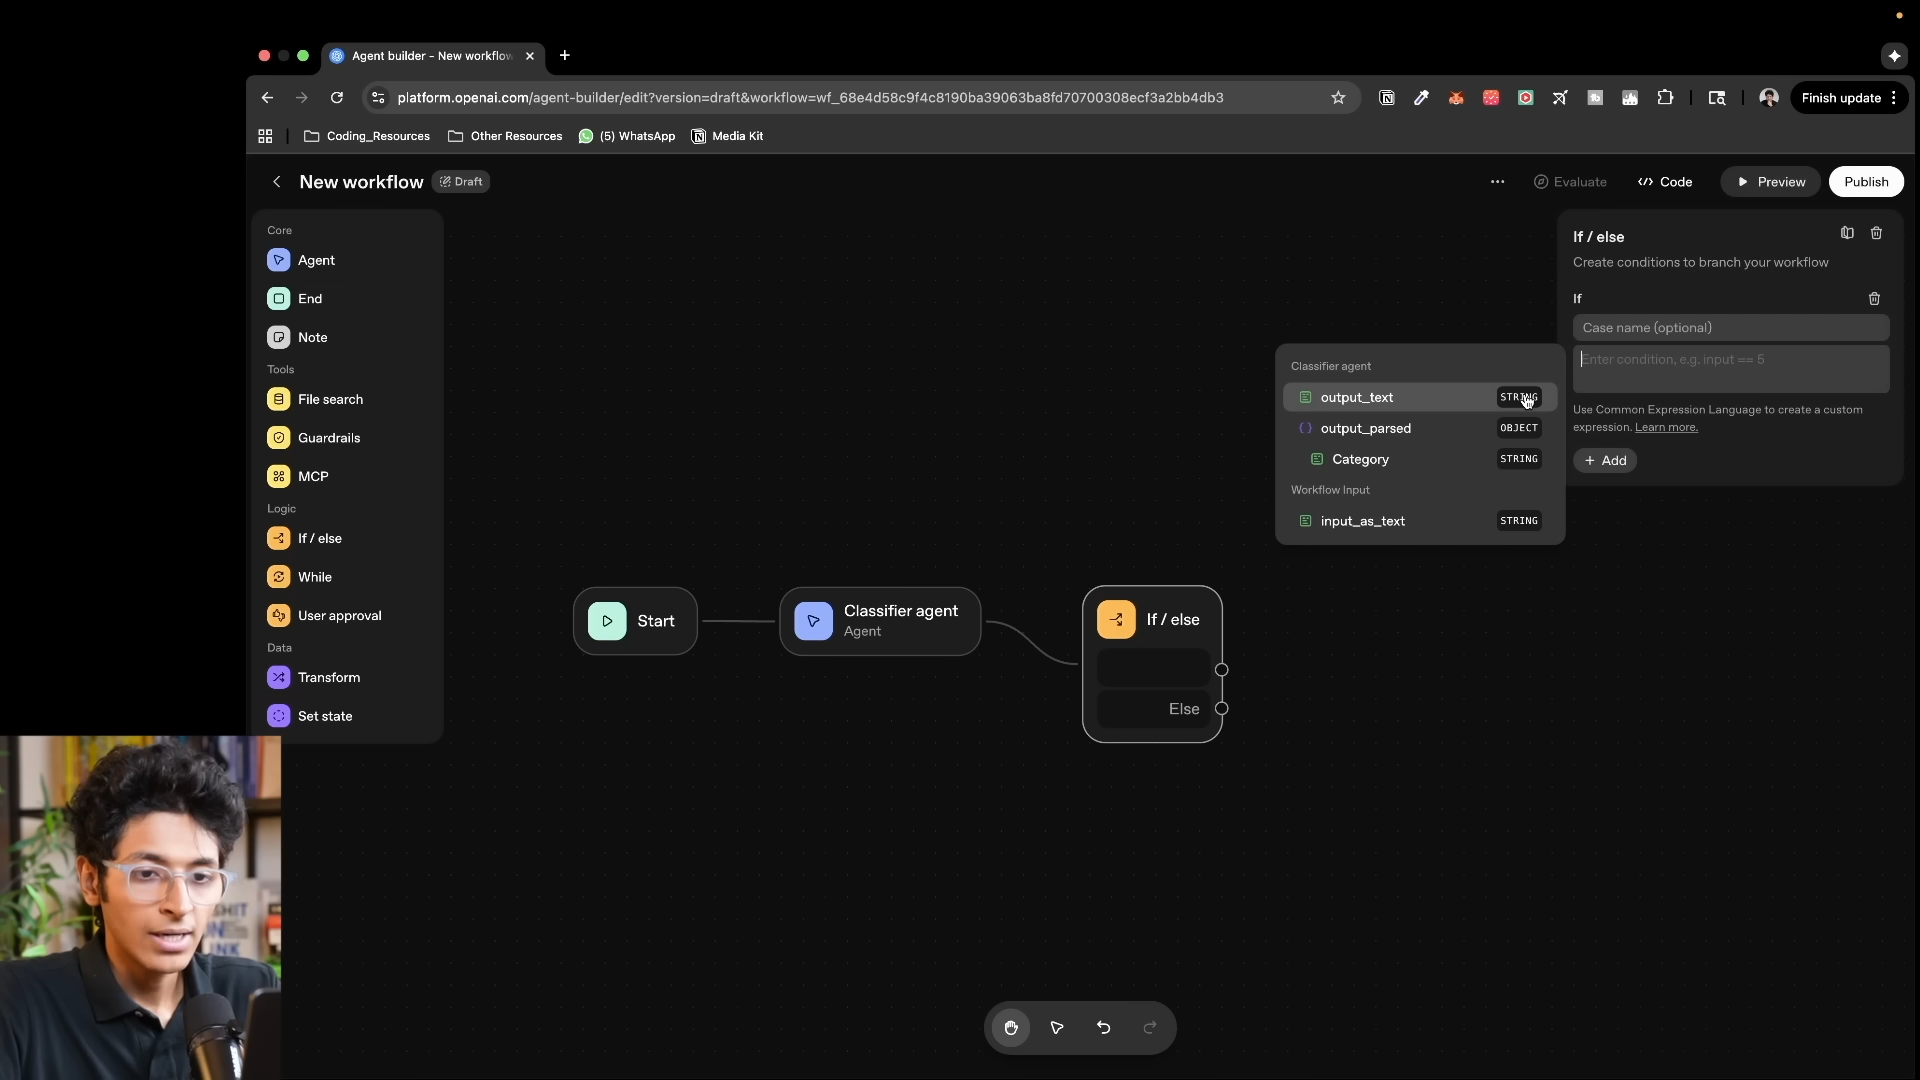 Agent builder - New workflow
platform.openai.com/agent-builder/edit?version=draft&workflow=wf_68e4d58c9f4c8190ba39063ba8fd70700308ecf3a2bb4db3
Finish update
Coding_Resources
Other Resources
(5) WhatsApp
Media Kit
New workflow
Draft
Evaluate
Code
Preview
Publish
Core
Agent
End
Note
Tools
File search
Guardrails
MCP
Logic
If / else
While
User approval
Data
Transform
Set state
Start
Classifier agent
Agent
If / else
Else
Classifier agent
output_text STRING
output_parsed OBJECT
Category STRING
Workflow Input
input_as_text STRING
If / else
Create conditions to branch your workflow
If
Case name (optional)
Enter condition, e.g. input == 5
Use Common Expression Language to create a custom
expression. Learn more.
+ Add